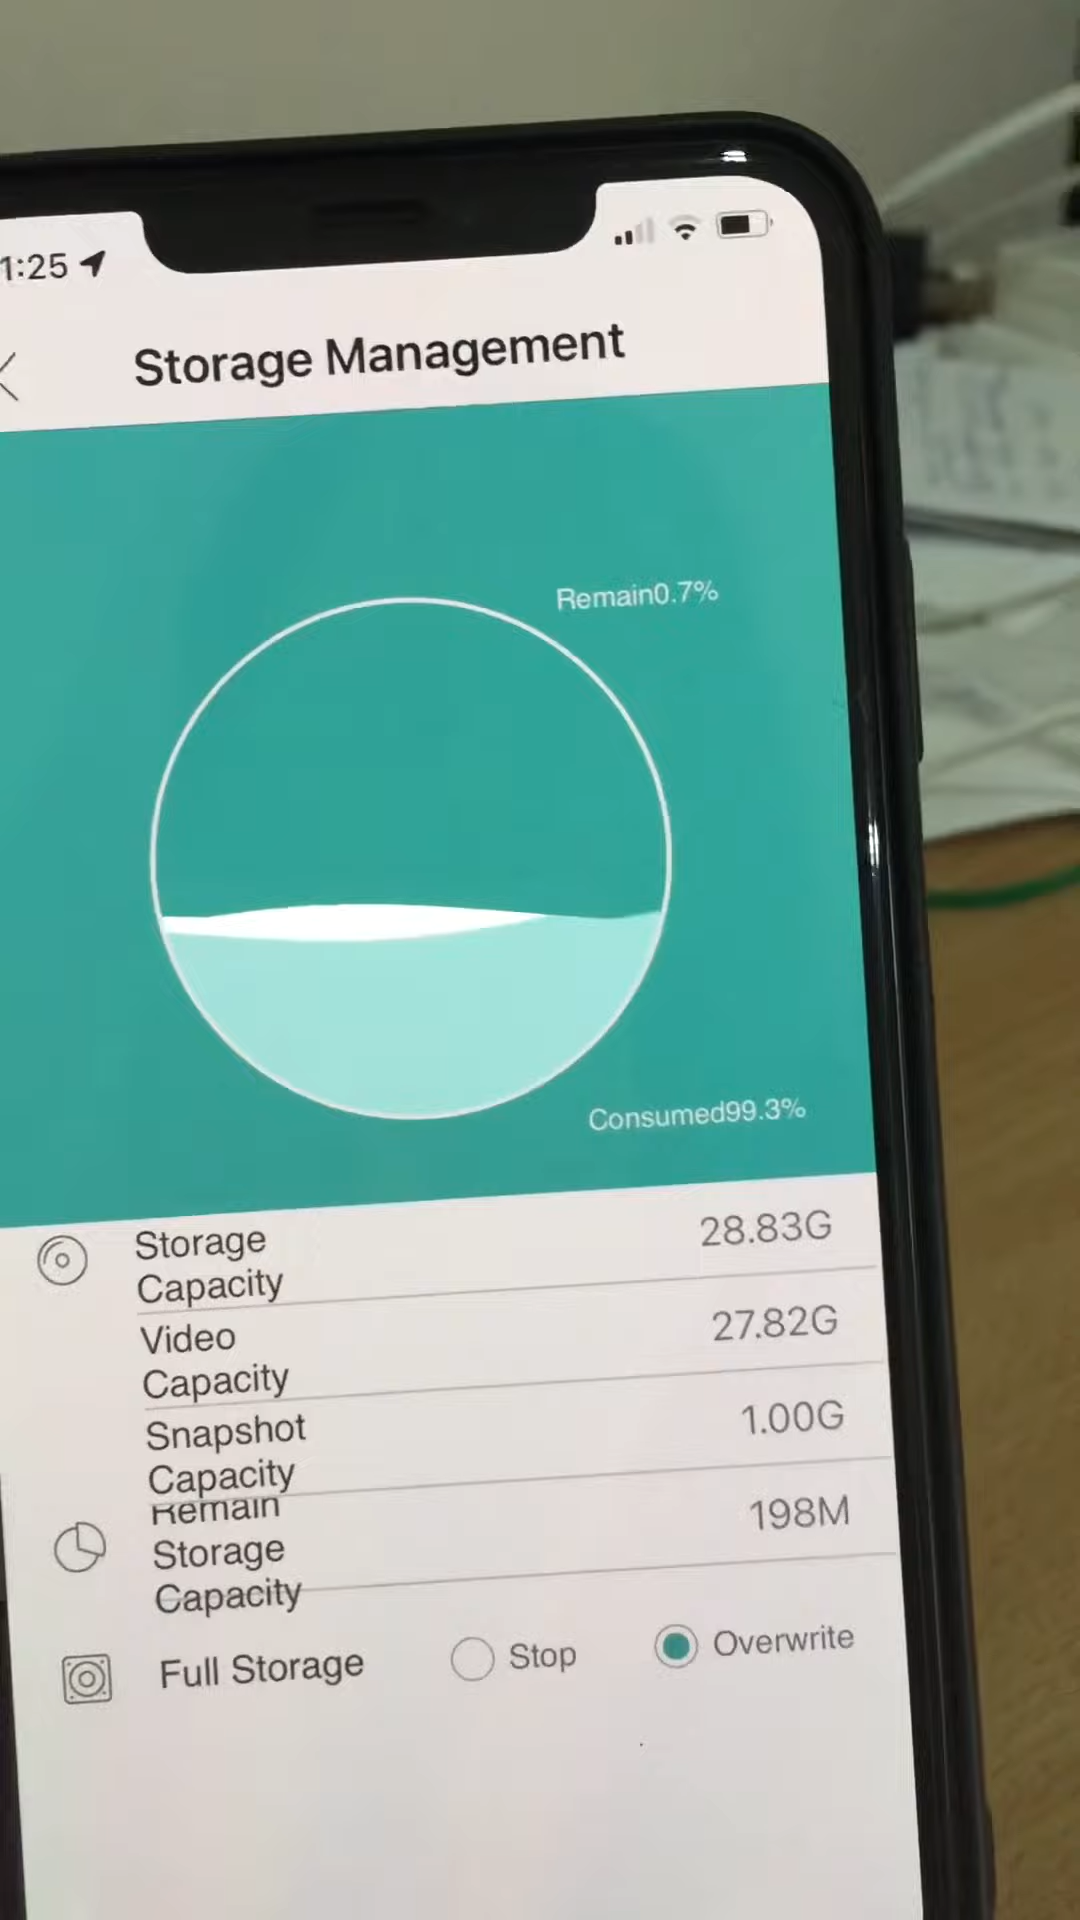 1:25
Storage Management
Remain0.7%
Consumed99.3%
Storage
Capacity
28.83G
Video
Capacity
27.82G
Snapshot
Capacity
1.00G
Remain
Storage
Capacity
198M
Full Storage
Stop
Overwrite